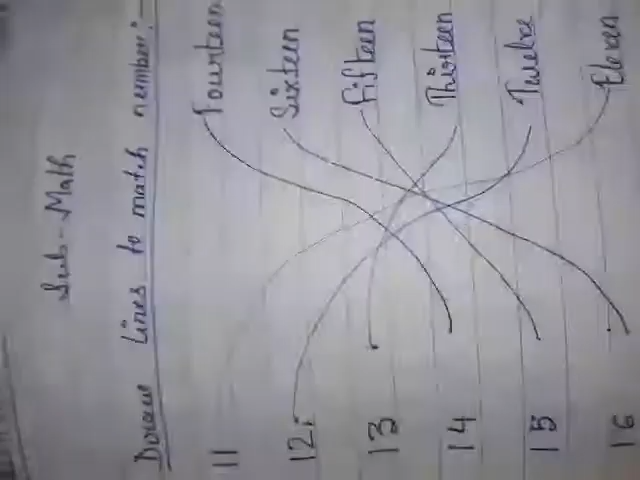 Sub-Math
Draw Lines to match number:-
11 Fourteen
12 Sixteen
13 Fifteen
14 Thirteen
15 Twelve
16 Eleven